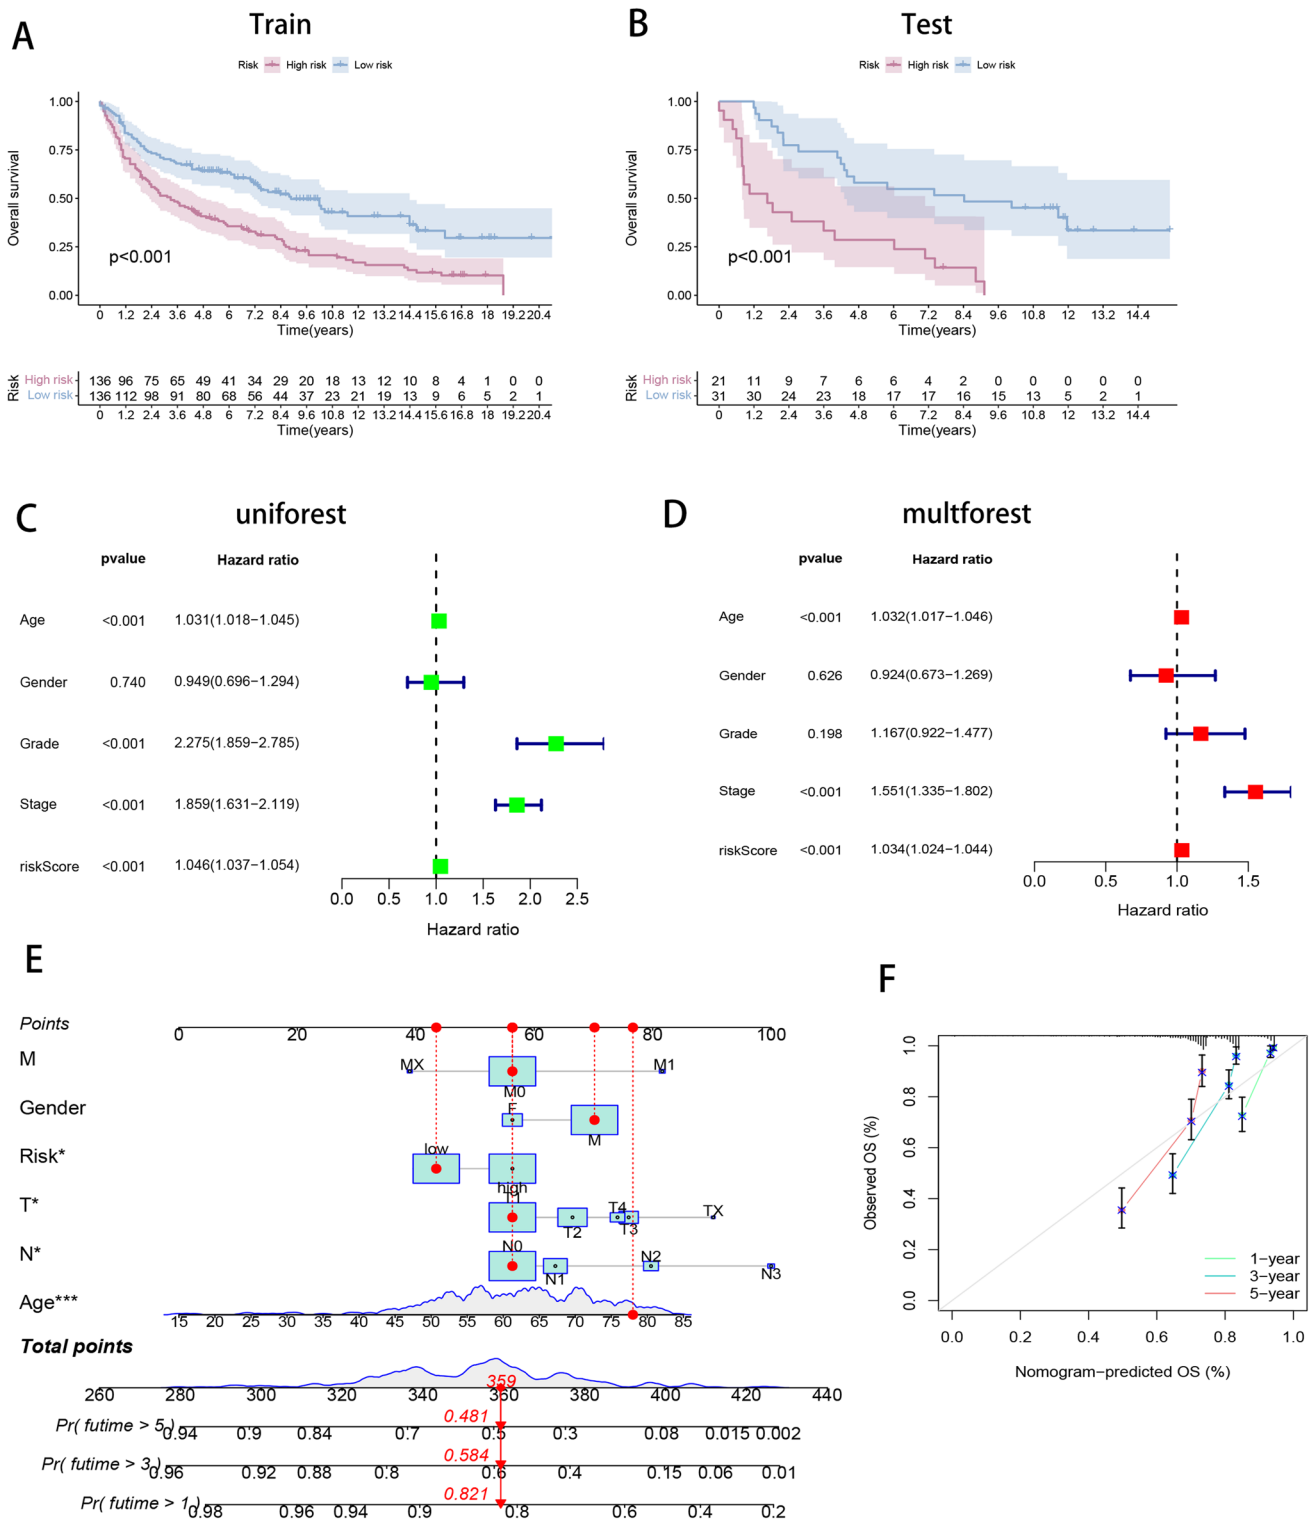 A
Train
Risk High risk Low risk
Overall survival
1.00
0.75
0.50
0.25
0.00
p<0.001
0 1.2 2.4 3.6 4.8 6 7.2 8.4 9.6 10.8 12 13.2 14.4 15.6 16.8 18 19.2 20.4
Time(years)
Risk
High risk 136 96 75 65 49 41 34 29 20 18 13 12 10 8 4 1 0 0
Low risk 136 112 98 91 80 68 56 44 37 23 21 19 13 9 6 5 2 1
0 1.2 2.4 3.6 4.8 6 7.2 8.4 9.6 10.8 12 13.2 14.4 15.6 16.8 18 19.2 20.4
Time(years)
B
Test
Risk High risk Low risk
Overall survival
1.00
0.75
0.50
0.25
0.00
p<0.001
0 1.2 2.4 3.6 4.8 6 7.2 8.4 9.6 10.8 12 13.2 14.4
Time(years)
Risk
High risk 21 11 9 7 6 6 4 2 0 0 0 0 0
Low risk 31 30 24 23 18 17 17 16 15 13 5 2 1
0 1.2 2.4 3.6 4.8 6 7.2 8.4 9.6 10.8 12 13.2 14.4
Time(years)
C
uniforest
pvalue Hazard ratio
Age <0.001 1.031(1.018−1.045)
Gender 0.740 0.949(0.696−1.294)
Grade <0.001 2.275(1.859−2.785)
Stage <0.001 1.859(1.631−2.119)
riskScore <0.001 1.046(1.037−1.054)
0.0 0.5 1.0 1.5 2.0 2.5
Hazard ratio
D
multforest
pvalue Hazard ratio
Age <0.001 1.032(1.017−1.046)
Gender 0.626 0.924(0.673−1.269)
Grade 0.198 1.167(0.922−1.477)
Stage <0.001 1.551(1.335−1.802)
riskScore <0.001 1.034(1.024−1.044)
0.0 0.5 1.0 1.5
Hazard ratio
E
Points 0 20 40 60 80 100
M MX M0 M1
Gender F M
Risk* low high
T* T1 T2 T4 T3 TX
N* N0 N1 N2 N3
Age***
15 20 25 30 35 40 45 50 55 60 65 70 75 80 85
Total points
359
260 280 300 320 340 360 380 400 420 440
0.481
Pr( futime > 5 ) 0.94 0.9 0.84 0.7 0.5 0.3 0.08 0.015 0.002
0.584
Pr( futime > 3 ) 0.96 0.92 0.88 0.8 0.6 0.4 0.15 0.06 0.01
0.821
Pr( futime > 1 ) 0.98 0.96 0.94 0.9 0.8 0.6 0.4 0.2
F
Observed OS (%)
1.0
0.8
0.6
0.4
0.2
0.0
1-year
3-year
5-year
0.0 0.2 0.4 0.6 0.8 1.0
Nomogram−predicted OS (%)